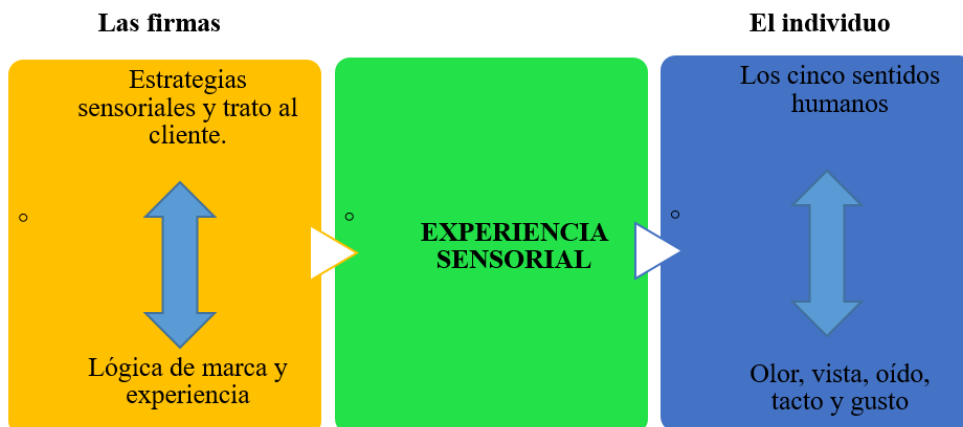 Las firmas
El individuo
Estrategias
sensoriales y trato al
cliente.
Lógica de marca y
experiencia
EXPERIENCIA
SENSORIAL
Los cinco sentidos
humanos
Olor, vista, oído,
tacto y gusto